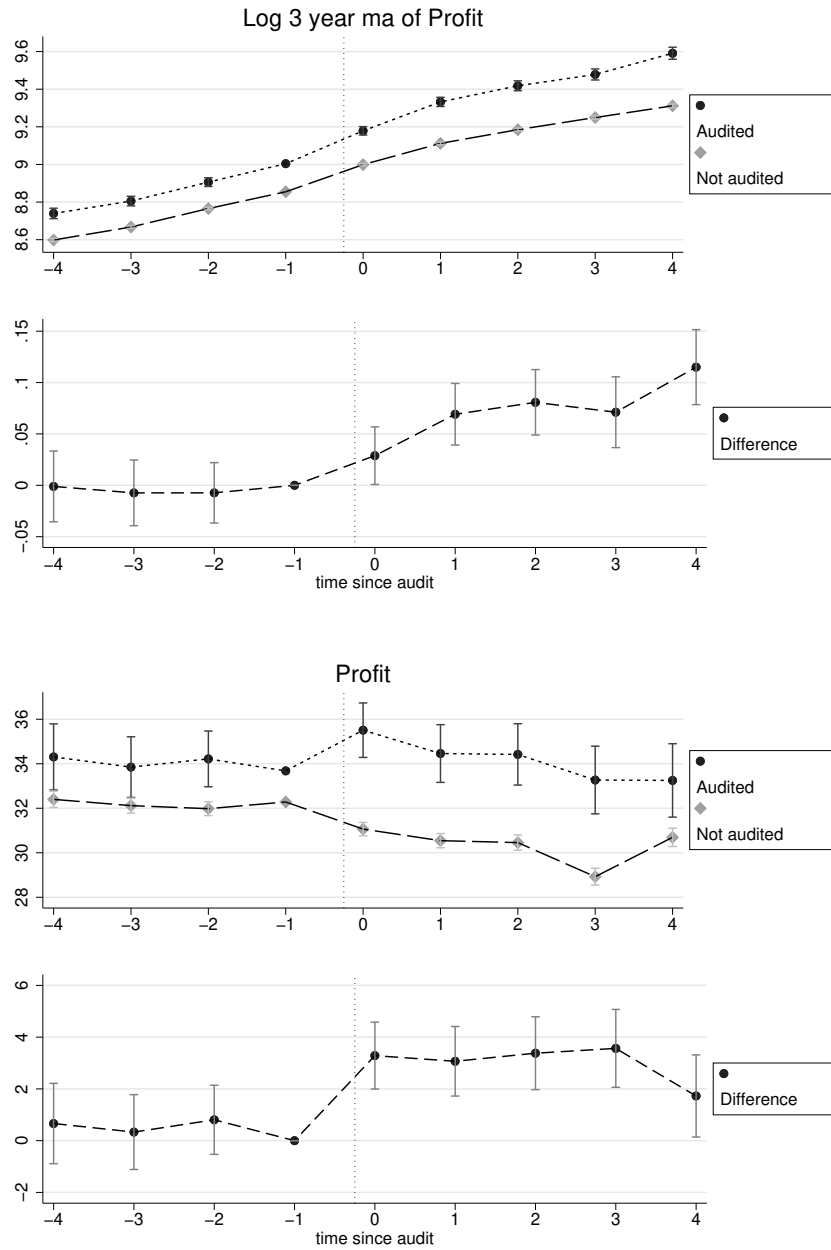 Log 3 year ma of Profit
9.6
9.4
9.2
9
8.8
8.6
−4 −3 −2 −1 0 1 2 3 4
Audited
Not audited
.15
.1
.05
0
−.05
−4 −3 −2 −1 0 1 2 3 4
time since audit
Difference
Profit
36
34
32
30
28
−4 −3 −2 −1 0 1 2 3 4
Audited
Not audited
6
4
2
0
−2
−4 −3 −2 −1 0 1 2 3 4
time since audit
Difference